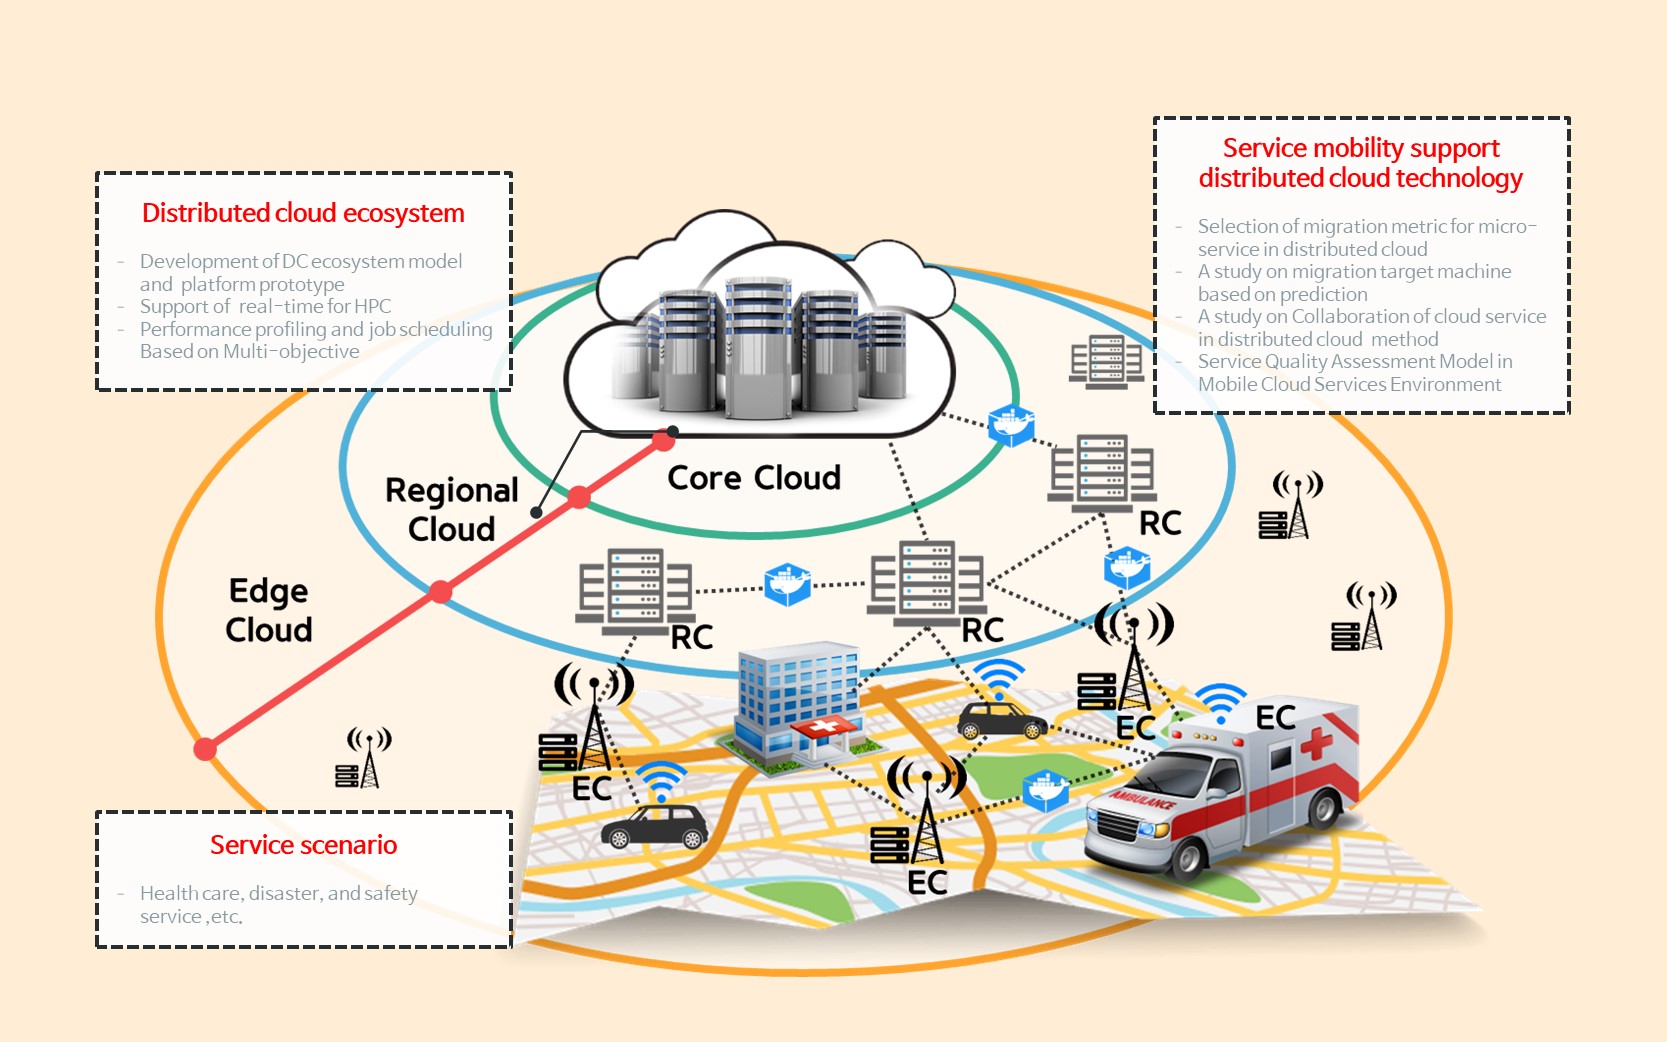 Service mobility support
distributed cloud technology
- Selection of migration metric for micro-
service in distributed cloud
- A study on migration target machine
based on prediction
- A study on Collaboration of cloud service
in distributed cloud method
- Service Quality Assessment Model in
Mobile Cloud Services Environment
Distributed cloud ecosystem
- Development of DC ecosystem model
and platform prototype
- Support of real-time for HPC
- Performance profiling and job scheduling
Based on Multi-objective
Core Cloud
Regional
Cloud
RC
Edge
Cloud
RC
RC
EC
EC
EC
AMBULANCE
EC
Service scenario
- Health care, disaster, and safety
service ,etc.